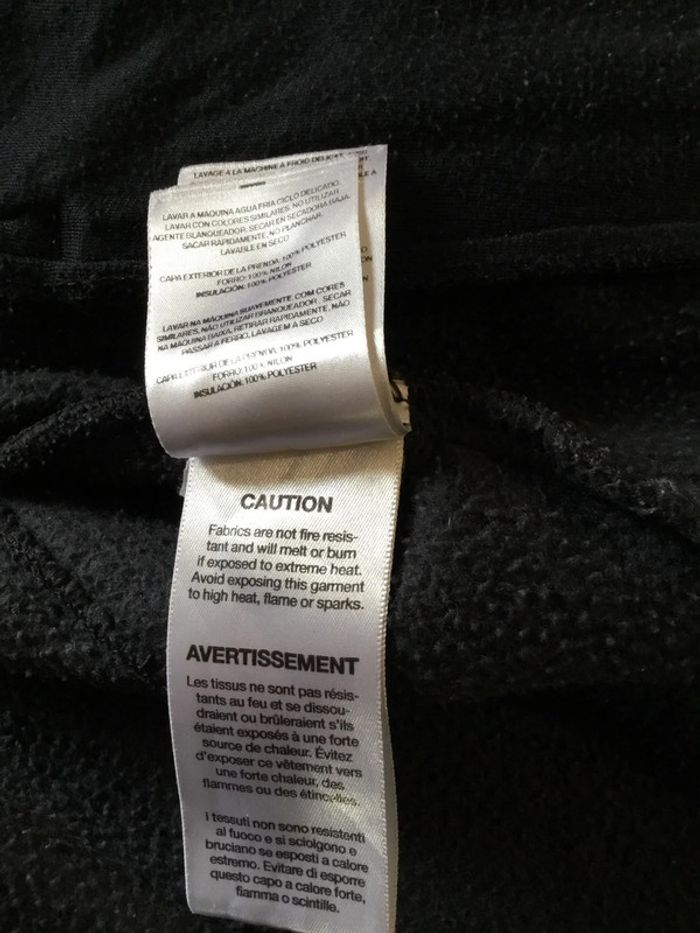 LAVAGE A LA MACHINE A FROID
LAVAR A MAQUINA AGUA FRIA CICLO DELICADO.
LAVAR CON COLORES SIMILARES. NO UTILIZAR
AGENTE BLANQUEADOR. SECAR EN SECADORA BAJA.
SACAR RAPIDAMENTE, NO PLANCHAR.
LAVABLE EN SECO
CAPA EXTERIOR DE LA PRENDA: 100% POLYESTER
FORRO: 100% NILON
INSULACIÓN: 100% POLYESTER
LAVAR NA MÁQUINA SUAVEMENTE. COM CORES
SIMILARES, NÃO UTILIZAR BRANQUEADOR. SECAR
NA MÁQUINA BAIXA, RETIRAR RAPIDAMENTE, NÃO
PASSAR A FERRO, LAVAGEM A SECO
CAPA EXTERIOR DE LA 100% POLYESTER
FORRO: 100% NILON
INSULACIÓN: 100% POLYESTER
CAUTION
Fabrics are not fire resis-
tant and will melt or burn
if exposed to extreme heat.
Avoid exposing this garment
to high heat, flame or sparks.
AVERTISSEMENT
Les tissus ne sont pas résis-
tants au feu et se dissou-
draient ou brûleraient s'ils
étaient exposés à une forte
source de chaleur. Évitez
d'exposer ce vêtement vers
une forte chaleur, des
flammes ou des étincelles.
I tessuti non sono resistenti
al fuoco e si sciolgono e
bruciano se esposti a calore
estremo. Evitare di esporre
questo capo a calore forte,
fiamma o scintille.